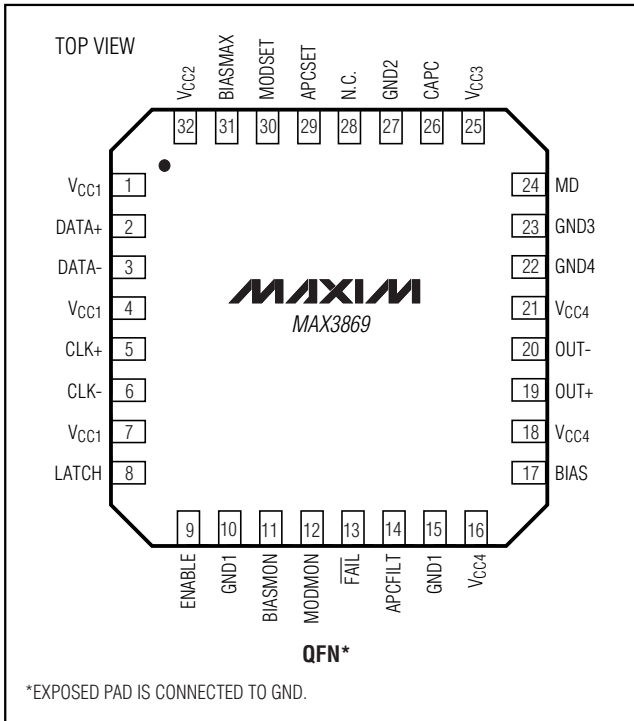 TOP VIEW
VCC2
BIASMAX
MODSET
APCSET
N.C.
GND2
CAPC
VCC3
32 31 30 29 28 27 26 25
VCC1 1
DATA+ 2
DATA- 3
VCC1 4
CLK+ 5
CLK- 6
VCC1 7
LATCH 8
MAXIM
MAX3869
24 MD
23 GND3
22 GND4
21 VCC4
20 OUT-
19 OUT+
18 VCC4
17 BIAS
9 10 11 12 13 14 15 16
ENABLE
GND1
BIASMON
MODMON
FAIL
APCFILT
GND1
VCC4
QFN*
*EXPOSED PAD IS CONNECTED TO GND.